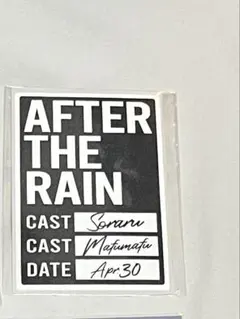 AFTER
THE
RAIN
CAST Soraru
CAST Mafumafu
DATE Apr 30